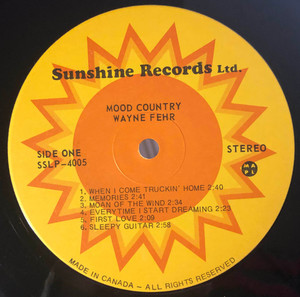 Sunshine Records Ltd.
MOOD COUNTRY
WAYNE FEHR
SIDE ONE
SSLP-4005
STEREO
1. WHEN I COME TRUCKIN' HOME 2:40
2. MEMORIES 2:41
3. MOAN OF THE WIND 2:34
4. EVERYTIME I START DREAMING 2:23
5. FIRST LOVE 2:09
6. SLEEPY GUITAR 2:58
MADE IN CANADA - ALL RIGHTS RESERVED